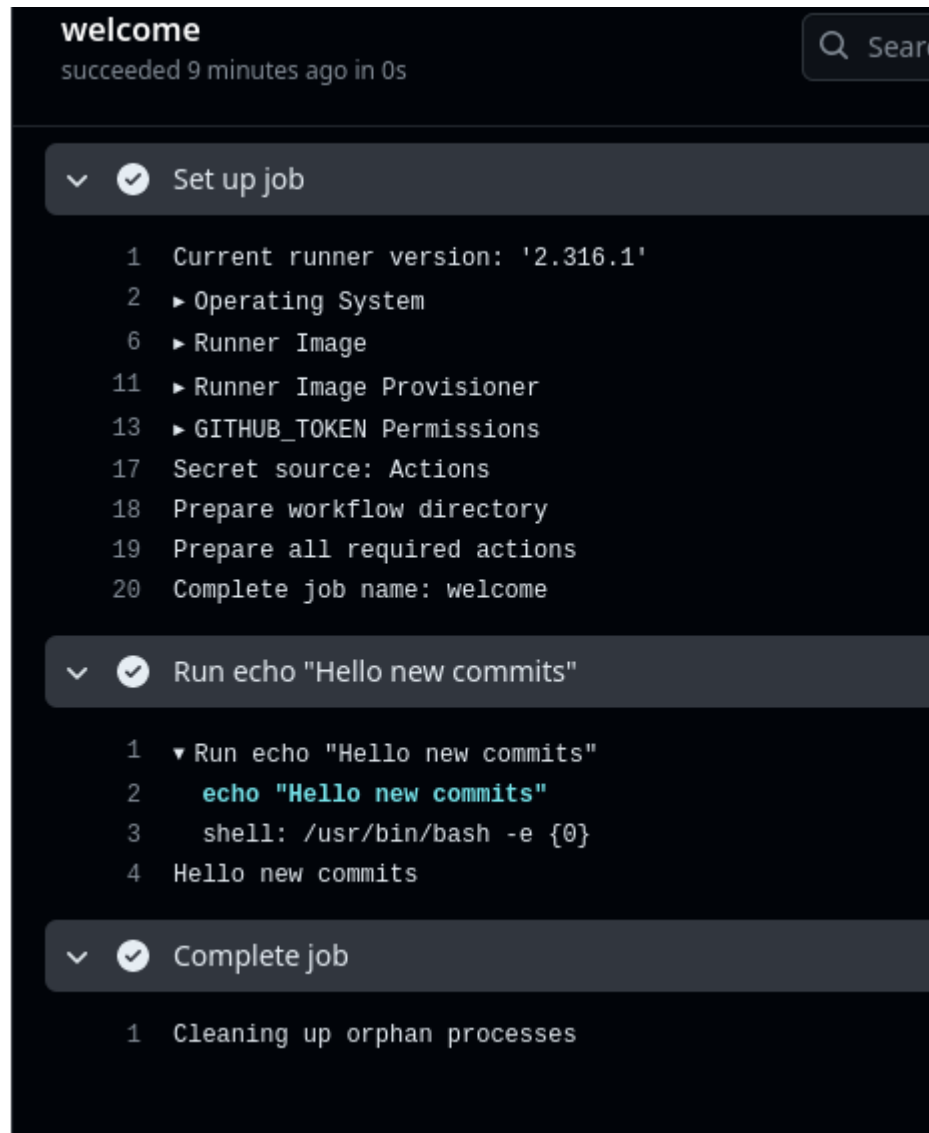 welcome
succeeded 9 minutes ago in 0s
Set up job
1 Current runner version: '2.316.1'
2 ▸ Operating System
6 ▸ Runner Image
11 ▸ Runner Image Provisioner
13 ▸ GITHUB_TOKEN Permissions
17 Secret source: Actions
18 Prepare workflow directory
19 Prepare all required actions
20 Complete job name: welcome
Run echo "Hello new commits"
1 ▾ Run echo "Hello new commits"
2 echo "Hello new commits"
3 shell: /usr/bin/bash -e {0}
4 Hello new commits
Complete job
1 Cleaning up orphan processes